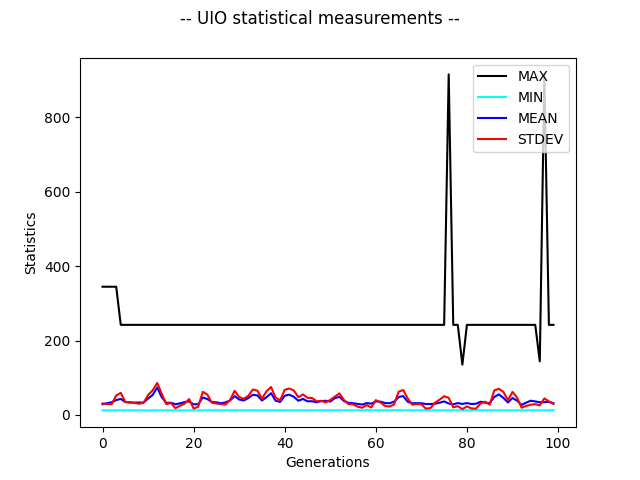 -- UIO statistical measurements --
MAX
MIN
MEAN
STDEV
Statistics
800
600
400
200
0
0 20 40 60 80 100
Generations